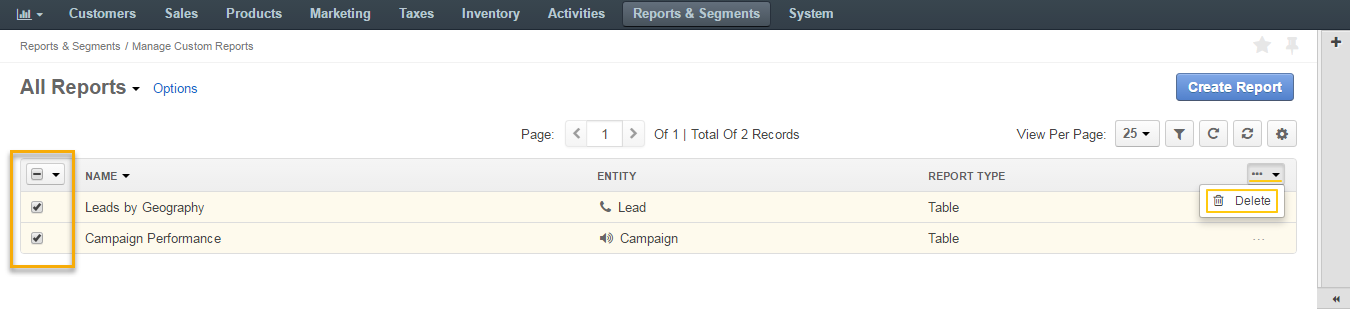 Customers Sales Products Marketing Taxes Inventory Activities Reports & Segments System
Reports & Segments / Manage Custom Reports
All Reports Options Create Report
Page: 1 Of 1 | Total Of 2 Records View Per Page: 25
NAME ENTITY REPORT TYPE ...
Leads by Geography Lead Table
Delete
Campaign Performance Campaign Table ...